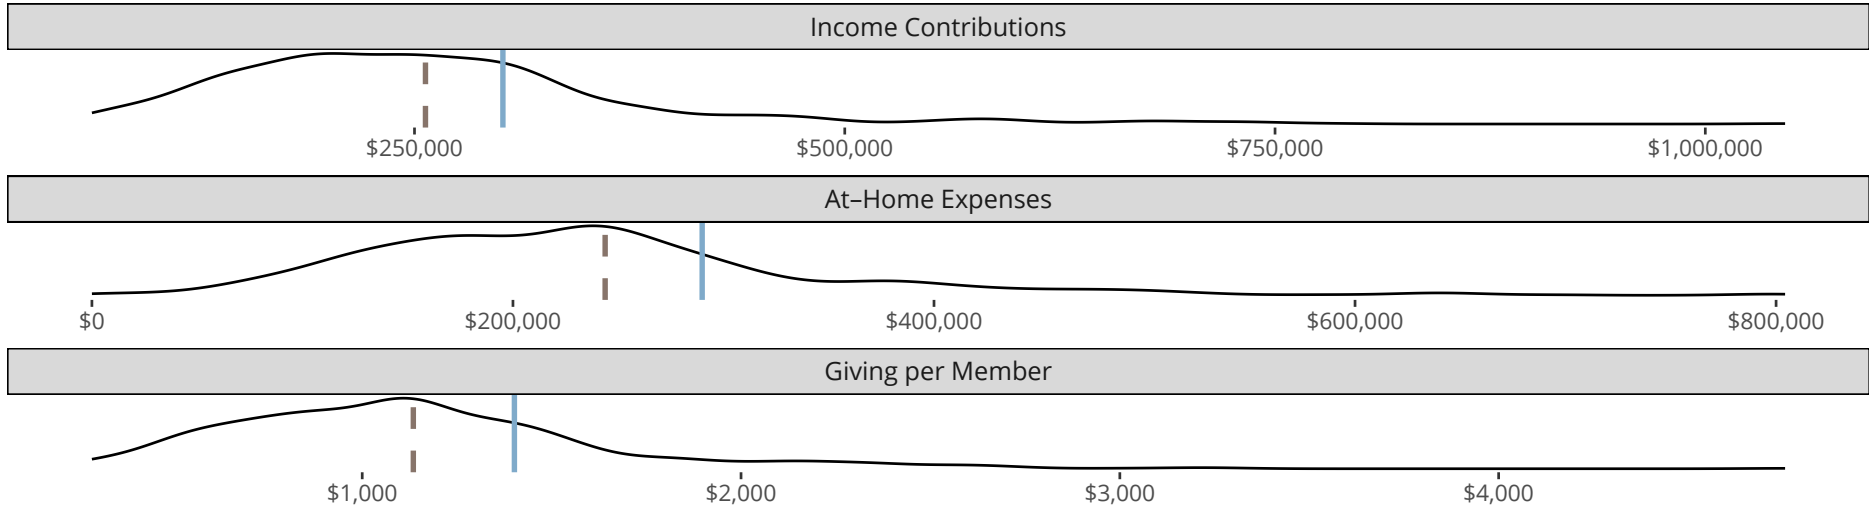 Income Contributions
$250,000 $500,000 $750,000 $1,000,000
At–Home Expenses
$0 $200,000 $400,000 $600,000 $800,000
Giving per Member
$1,000 $2,000 $3,000 $4,000